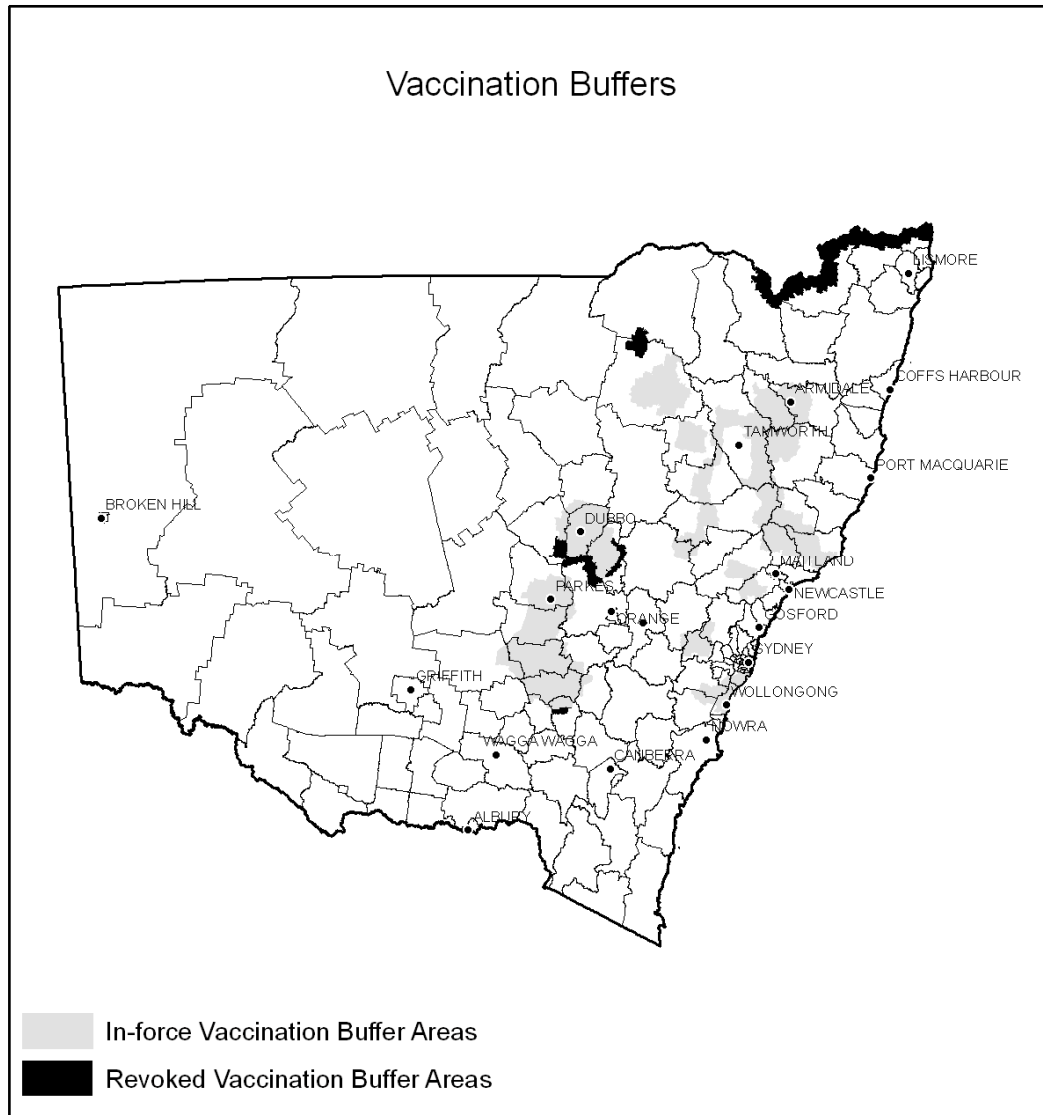 Vaccination Buffers
LISMORE
COFFS HARBOUR
ARMIDALE
TAMWORTH
PORT MACQUARIE
BROKEN HILL
DUBBO
MAITLAND
PARKES
NEWCASTLE
ORANGE
GOSFORD
SYDNEY
GRIFFITH
WOLLONGONG
NOWRA
WAGGA WAGGA
CANBERRA
ALBURY
In-force Vaccination Buffer Areas
Revoked Vaccination Buffer Areas